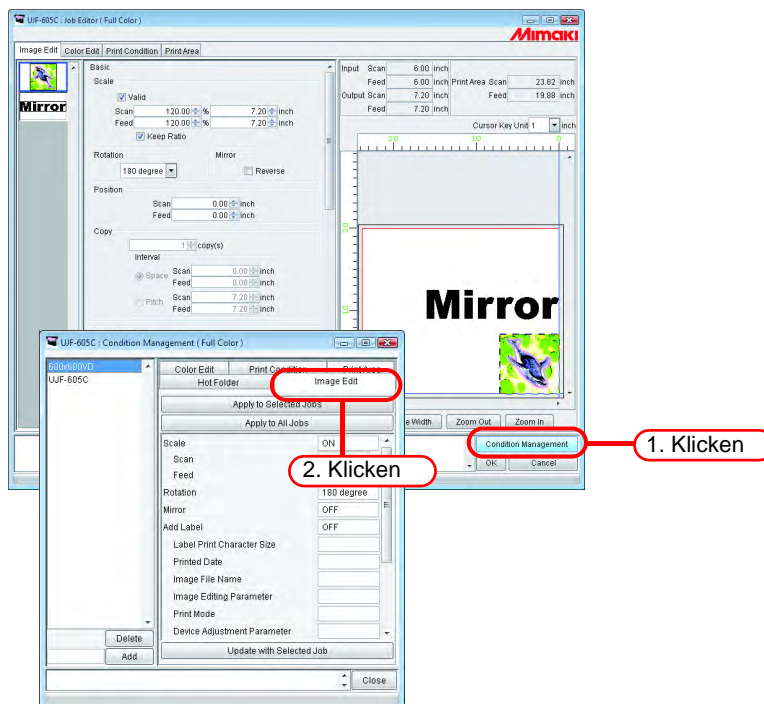 UJF-605C : Job Editor ( Full Color )
Mimaki
Image Edit Color Edit Print Condition Print Area
Mirror
Basic
Scale
Valid
Scan 120.00 % 7.20 inch
Feed 120.00 % 7.20 inch
Keep Ratio
Rotation Mirror
180 degree Reverse
Position
Scan 0.00 inch
Feed 0.00 inch
Copy
1 copy(s)
Interval
Space Scan 0.00 inch
Feed 0.00 inch
Pitch Scan 7.20 inch
Feed 7.20 inch
Input Scan 6.00 inch
Feed 6.00 inch Print Area Scan 23.82 inch
Output Scan 7.20 inch Feed 19.88 inch
Feed 7.20 inch
Cursor Key Unit 1 inch
20 10 0
20
10
Mirror
e Width Zoom Out Zoom In
Condition Management
OK Cancel
1. Klicken
UJF-605C : Condition Management ( Full Color )
600x600VD
UJF-605C
Delete
Add
Color Edit Print Condition Print Area
Hot Folder Image Edit
Apply to Selected Jobs
Apply to All Jobs
Scale ON
Scan
Feed
2. Klicken
Rotation 180 degree
Mirror OFF
Add Label OFF
Label Print Character Size
Printed Date
Image File Name
Image Editing Parameter
Print Mode
Device Adjustment Parameter
Update with Selected Job
Close